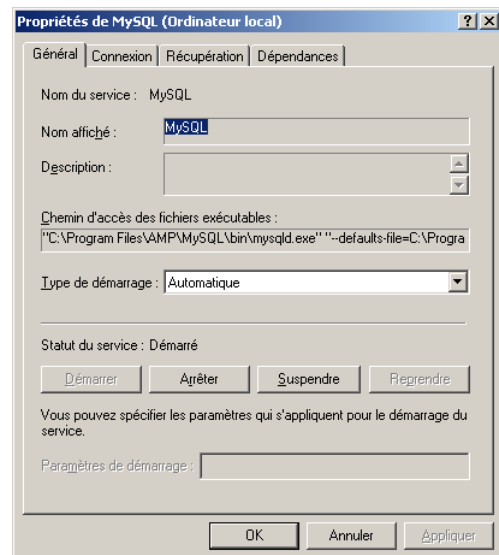 Propriétés de MySQL (Ordinateur local)
Général Connexion Récupération Dépendances
Nom du service : MySQL
Nom affiché : MySQL
Description :
Chemin d'accès des fichiers exécutables :
"C:\Program Files\AMP\MySQL\bin\mysqld.exe" "--defaults-file=C:\Progra
Type de démarrage : Automatique
Statut du service : Démarré
Démarrer Arrêter Suspendre Reprendre
Vous pouvez spécifier les paramètres qui s'appliquent pour le démarrage du
service.
Paramètres de démarrage :
OK Annuler Appliquer